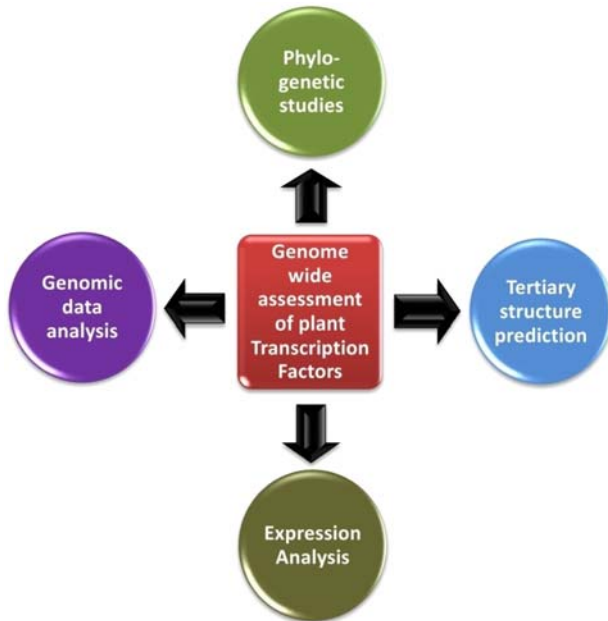 Phylo-
genetic
studies
Genomic
data
analysis
Genome
wide
assessment
of plant
Transcription
Factors
Tertiary
structure
prediction
Expression
Analysis